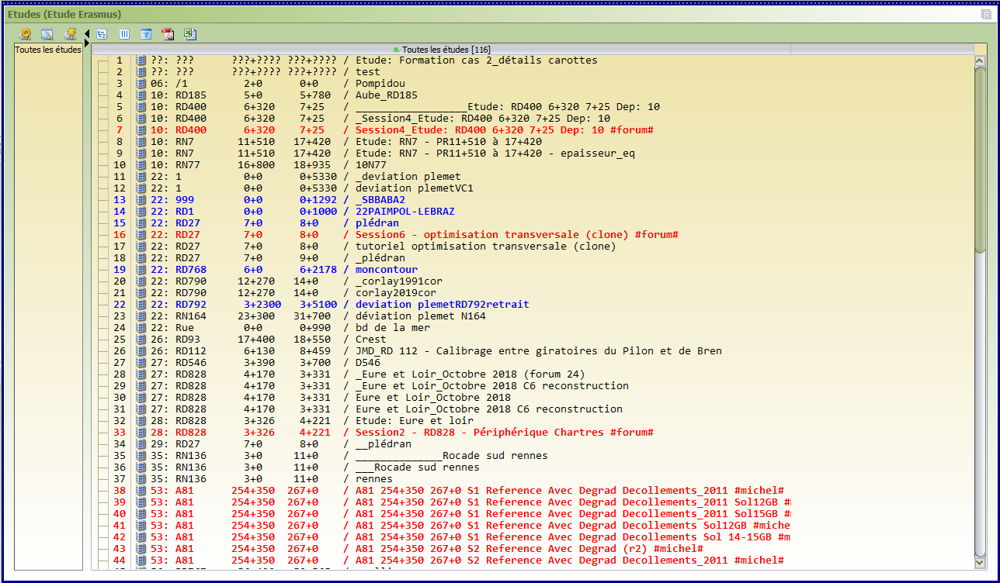 Etudes (Etude Erasmus)
Toutes les études
Toutes les études [116]
1 ??: ??? ???+???? ???+???? / Etude: Formation cas 2_détails carottes
2 ??: ??? ???+???? ???+???? / test
3 06: /1 2+0 0+0 / Pompidou
4 10: RD185 5+0 5+780 / Aube_RD185
5 10: RD400 6+320 7+25 / __________________Etude: RD400 6+320 7+25 Dep: 10
6 10: RD400 6+320 7+25 / _Session4_Etude: RD400 6+320 7+25 Dep: 10
7 10: RD400 6+320 7+25 / Session4_Etude: RD400 6+320 7+25 Dep: 10 #forum#
8 10: RN7 11+510 17+420 / Etude: RN7 - PR11+510 à 17+420
9 10: RN7 11+510 17+420 / Etude: RN7 - PR11+510 à 17+420 - epaisseur_eq
10 10: RN77 16+800 18+935 / 10N77
11 22: 1 0+0 0+5330 / _deviation plemet
12 22: 1 0+0 0+5330 / deviation plemetVC1
13 22: 999 0+0 0+1292 / _SBBABA2
14 22: RD1 0+0 0+1000 / 22PAIMPOL-LEBRAZ
15 22: RD27 7+0 8+0 / plédran
16 22: RD27 7+0 8+0 / Session6 - optimisation transversale (clone) #forum#
17 22: RD27 7+0 8+0 / tutoriel optimisation transversale (clone)
18 22: RD27 7+0 9+0 / _plédran
19 22: RD768 6+0 6+2178 / moncontour
20 22: RD790 12+270 14+0 / _corlay1991cor
21 22: RD790 12+270 14+0 / corlay2019cor
22 22: RD792 3+2300 3+5100 / deviation plemetRD792retrait
23 22: RN164 23+300 31+700 / déviation plemet N164
24 22: Rue 0+0 0+990 / bd de la mer
25 26: RD93 17+400 18+550 / Crest
26 26: RD112 6+130 8+459 / JMD_RD 112 - Calibrage entre giratoires du Pilon et de Bren
27 27: RD546 3+390 3+700 / D546
28 27: RD828 4+170 3+331 / _Eure et Loir_Octobre 2018 (forum 24)
29 27: RD828 4+170 3+331 / _Eure et Loir_Octobre 2018 C6 reconstruction
30 27: RD828 4+170 3+331 / Eure et Loir_Octobre 2018
31 27: RD828 4+170 3+331 / Eure et Loir_Octobre 2018 C6 reconstruction
32 28: RD828 3+326 4+221 / Etude: Eure et loir
33 28: RD828 3+326 4+221 / Session2 - RD828 - Périphérique Chartres #forum#
34 29: RD27 7+0 8+0 / __plédran
35 35: RN136 3+0 11+0 / ______________Rocade sud rennes
36 35: RN136 3+0 11+0 / ___Rocade sud rennes
37 35: RN136 3+0 11+0 / rennes
38 53: A81 254+350 267+0 / A81 254+350 267+0 S1 Reference Avec Degrad Decollements_2011 #michel#
39 53: A81 254+350 267+0 / A81 254+350 267+0 S1 Reference Avec Degrad Decollements_2011 Sol12GB #
40 53: A81 254+350 267+0 / A81 254+350 267+0 S1 Reference Avec Degrad Decollements_2011 Sol15GB #
41 53: A81 254+350 267+0 / A81 254+350 267+0 S1 Reference Avec Degrad Decollements Sol12GB #miche
42 53: A81 254+350 267+0 / A81 254+350 267+0 S1 Reference Avec Degrad Decollements Sol 14-15GB #m
43 53: A81 254+350 267+0 / A81 254+350 267+0 S2 Reference Avec Degrad (r2) #michel#
44 53: A81 254+350 267+0 / A81 254+350 267+0 S2 Reference Avec Degrad Decollements_2011 #michel#